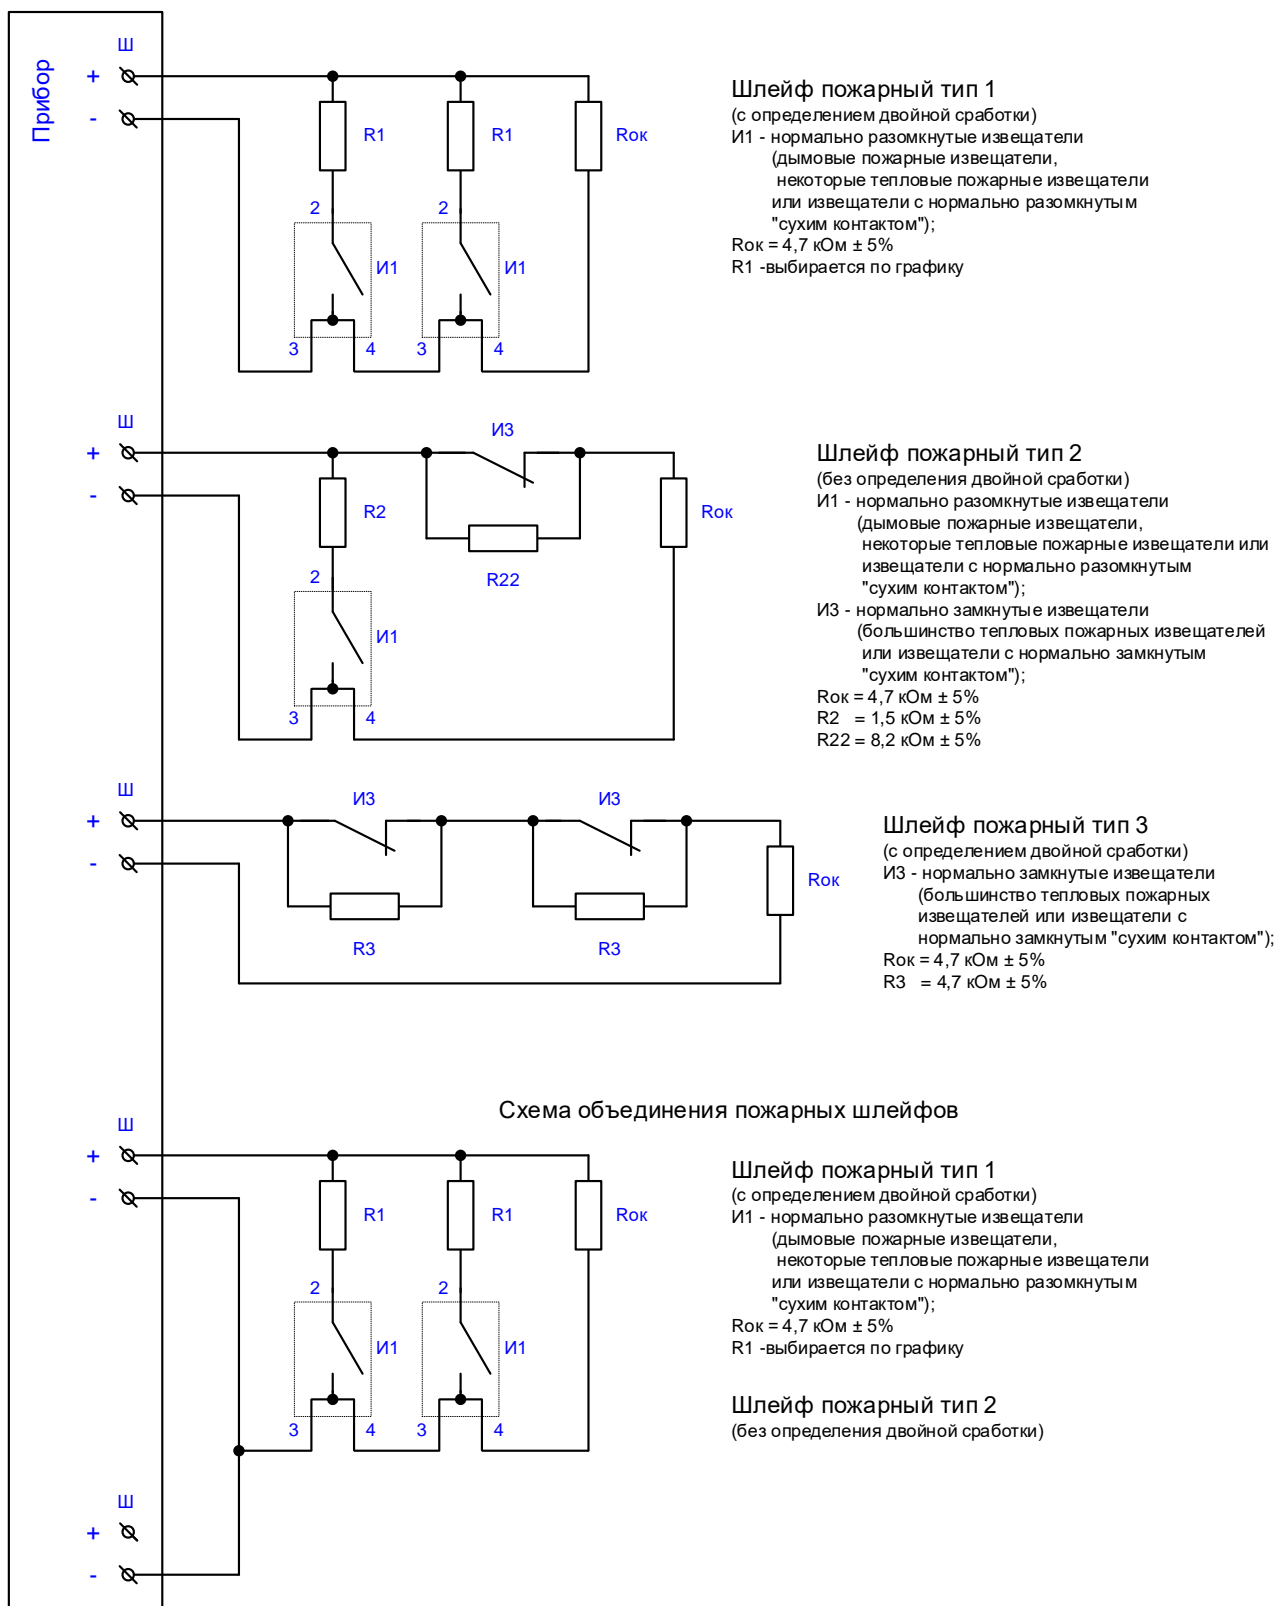 Прибор
Ш
+
-
R1
R1
Rок
2
2
И1
И1
3
4
3
4
Шлейф пожарный тип 1
(с определением двойной сработки)
И1 - нормально разомкнутые извещатели
(дымовые пожарные извещатели,
некоторые тепловые пожарные извещатели
или извещатели с нормально разомкнутым
"сухим контактом");
Rок = 4,7 кОм ± 5%
R1 -выбирается по графику
Ш
+
-
И3
R2
Rок
R22
2
И1
3
4
Шлейф пожарный тип 2
(без определения двойной сработки)
И1 - нормально разомкнутые извещатели
(дымовые пожарные извещатели,
некоторые тепловые пожарные извещатели или
извещатели с нормально разомкнутым
"сухим контактом");
И3 - нормально замкнутые извещатели
(большинство тепловых пожарных извещателей
или извещатели с нормально замкнутым
"сухим контактом");
Rок = 4,7 кОм ± 5%
R2 = 1,5 кОм ± 5%
R22 = 8,2 кОм ± 5%
Ш
+
-
И3
И3
Rок
R3
R3
Шлейф пожарный тип 3
(с определением двойной сработки)
И3 - нормально замкнутые извещатели
(большинство тепловых пожарных
извещателей или извещатели с
нормально замкнутым "сухим контактом");
Rок = 4,7 кОм ± 5%
R3 = 4,7 кОм ± 5%
Схема объединения пожарных шлейфов
Ш
+
-
R1
R1
Rок
2
2
И1
И1
3
4
3
4
Шлейф пожарный тип 1
(с определением двойной сработки)
И1 - нормально разомкнутые извещатели
(дымовые пожарные извещатели,
некоторые тепловые пожарные извещатели
или извещатели с нормально разомкнутым
"сухим контактом");
Rок = 4,7 кОм ± 5%
R1 -выбирается по графику
Шлейф пожарный тип 2
(без определения двойной сработки)
Ш
+
-